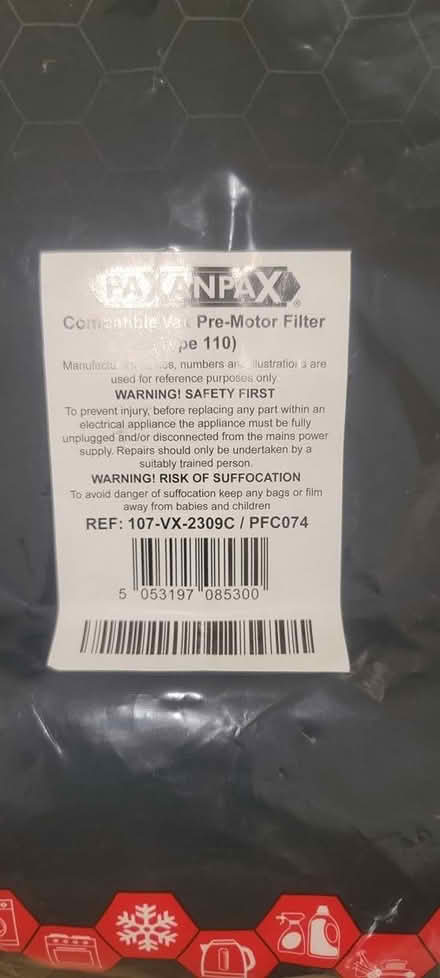 PAXANPAX®
Compatible Vax Pre-Motor Filter
(Type 110)
numbers and illustrations are
used for reference purposes only.
WARNING! SAFETY FIRST
To prevent injury, before replacing any part within an
electrical appliance the appliance must be fully
unplugged and/or disconnected from the mains power
supply. Repairs should only be undertaken by a
suitably trained person.
WARNING! RISK OF SUFFOCATION
To avoid danger of suffocation keep any bags or film
away from babies and children
REF: 107-VX-2309C / PFC074
5 053197 085300